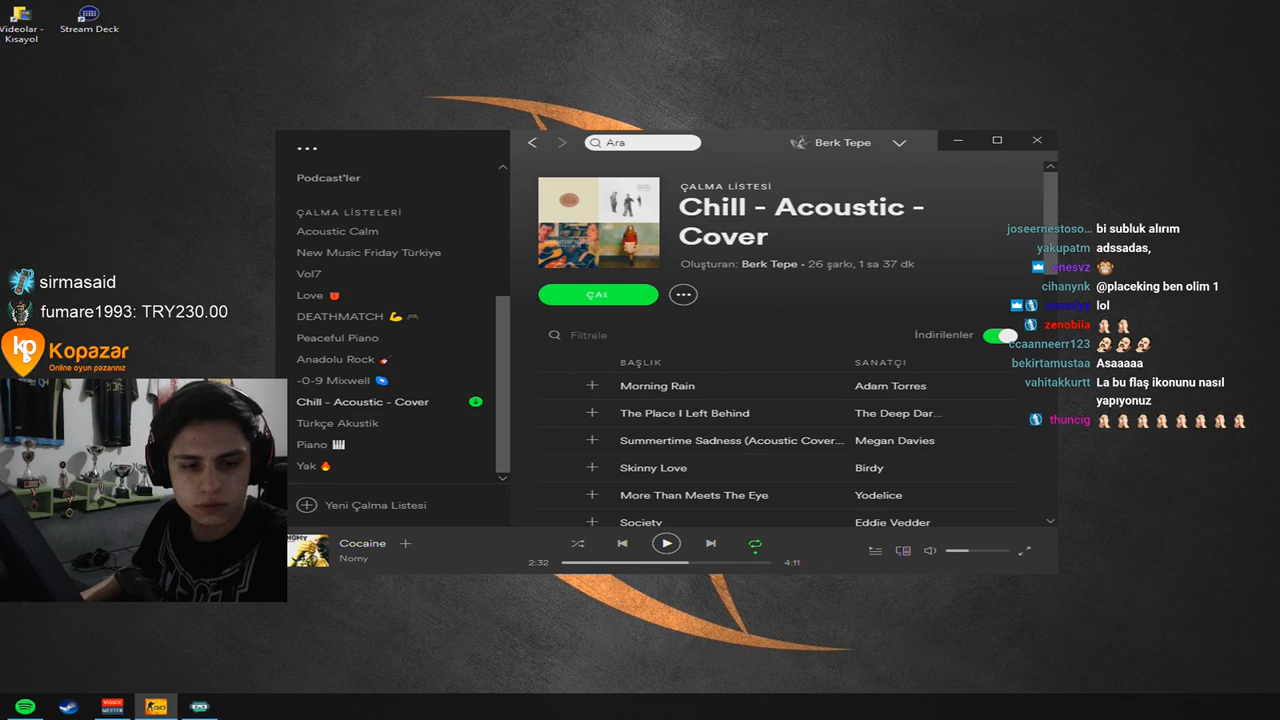 Videolar -
Kısayol
Stream Deck
sirmasaid
fumare1993: TRY230.00
kp
Kopazar
Online oyun pazarınız
Podcast'ler
ÇALMA LİSTELERİ
Acoustic Calm
New Music Friday Türkiye
Vol7
Love
DEATHMATCH 💪 🎮
Peaceful Piano
Anadolu Rock 🎸
-0-9 Mixwell
Chill - Acoustic - Cover
Türkçe Akustik
Piano 🎹
Yak 🔥
Yeni Çalma Listesi
Ara
Berk Tepe
ÇALMA LİSTESİ
Chill - Acoustic -
Cover
Oluşturan: Berk Tepe • 26 şarkı, 1 sa 37 dk
ÇAL
Filtrele
İndirilenler
BAŞLIK SANATÇI
Morning Rain Adam Torres
The Place I Left Behind The Deep Dar...
Summertime Sadness (Acoustic Cover... Megan Davies
Skinny Love Birdy
More Than Meets The Eye Yodelice
Society Eddie Vedder
NOMY
Cocaine
Nomy
2:32
4:11
joseernestoso... bi subluk alırım
yakupatm adssadas,
enesvz
cihanynk @placeking ben olim 1
lol
zenobiia
ccaanneerr123
bekirtamustaa Asaaaaa
vahitakkurtt La bu flaş ikonunu nasıl
yapıyonuz
thuncig
GO